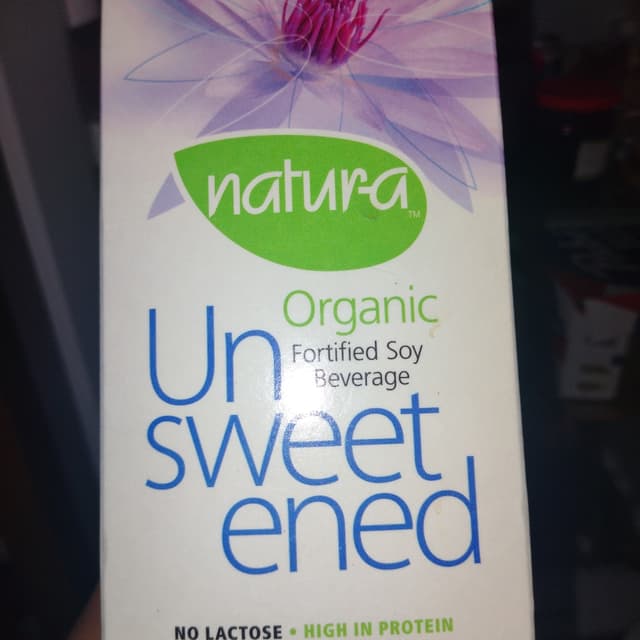 natur-a
TM
Organic
Fortified Soy
Beverage
Un
sweet
ened
NO LACTOSE • HIGH IN PROTEIN